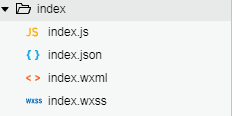 index
JS index.js
{ } index.json
< > index.wxml
WXSS index.wxss